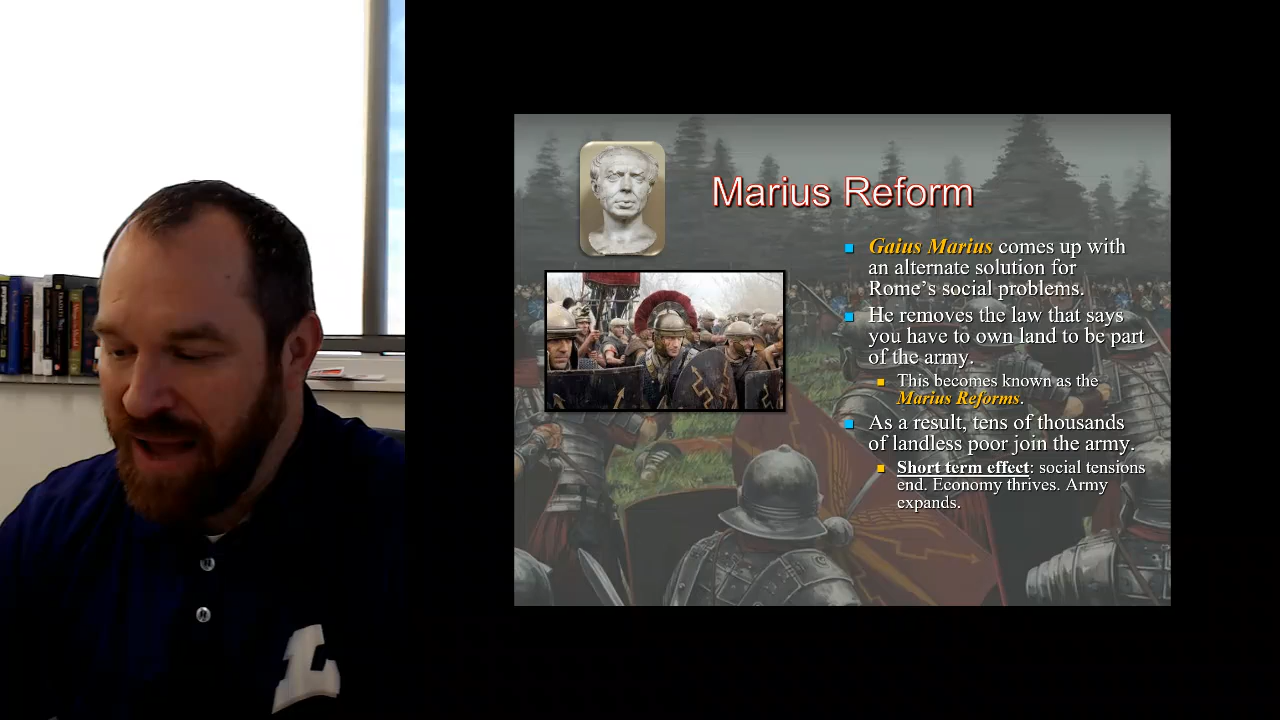 Marius Reform
Gaius Marius comes up with
an alternate solution for
Rome's social problems.
He removes the law that says
you have to own land to be part
of the army.
This becomes known as the
Marius Reforms.
As a result, tens of thousands
of landless poor join the army.
Short term effect: social tensions
end. Economy thrives. Army
expands.
L